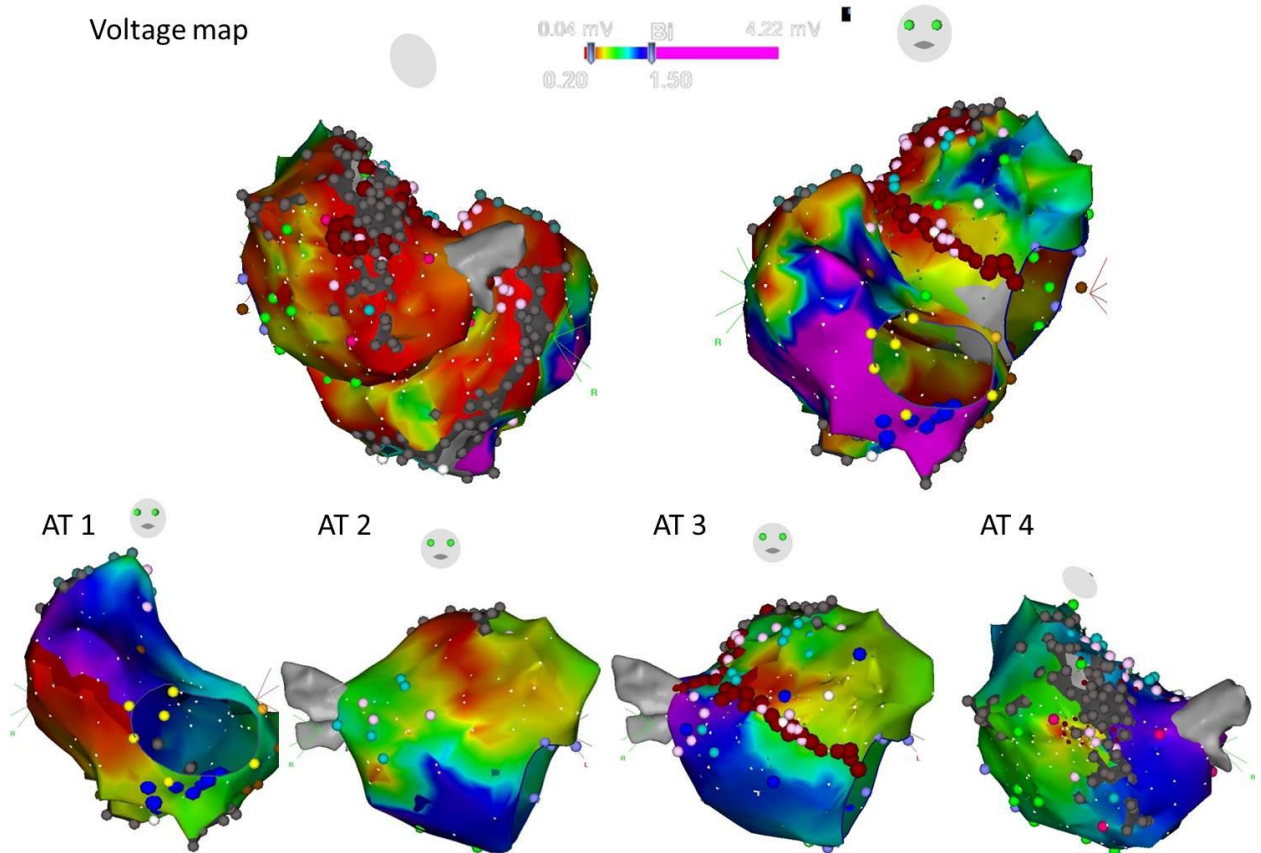 Voltage map
0.04 mV Bi 4.22 mV
0.20 1.50
R
R
AT 1
AT 2
AT 3
AT 4
R
R
L
R
R